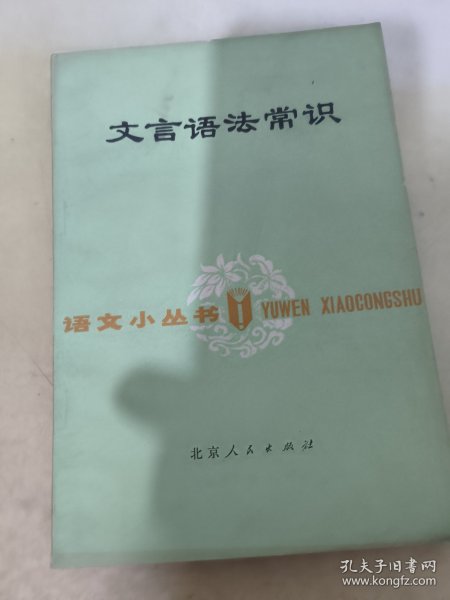 文言语法常识
语文小丛书 YUWEN XIAOCONGSHU
北京人民出版社
孔夫子旧书网
www.kongfz.com